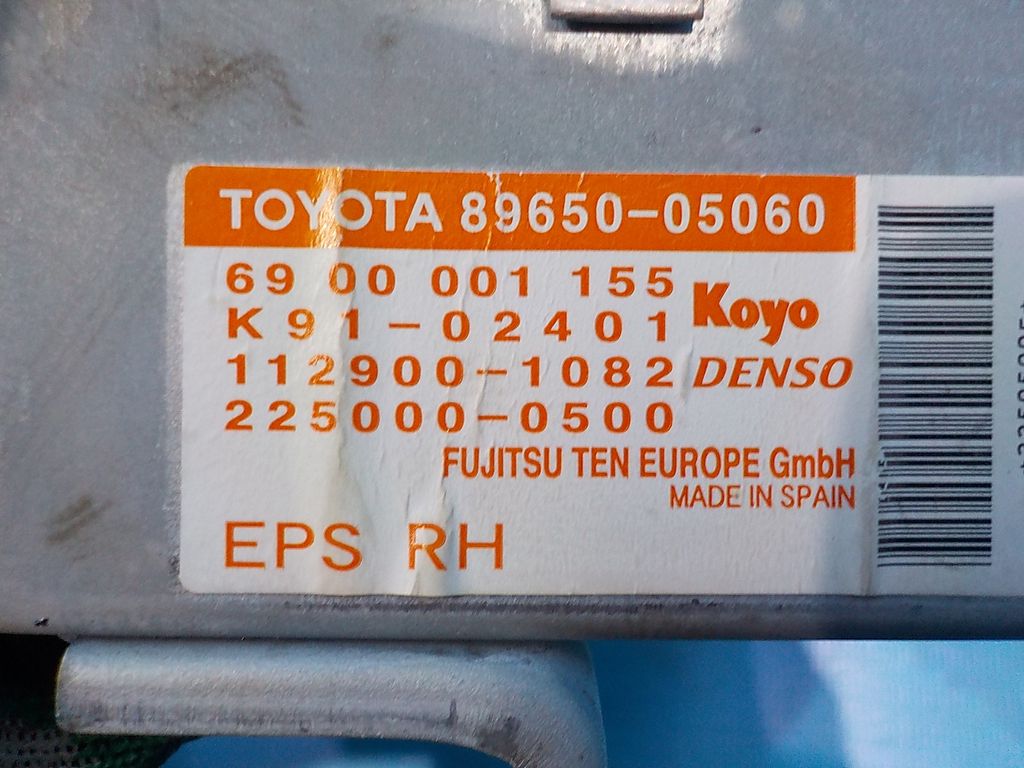 TOYOTA 89650-05060
69 00 001 155
K91-02401 Koyo
112900-1082 DENSO
225000-0500
FUJITSU TEN EUROPE GmbH
MADE IN SPAIN
EPS RH